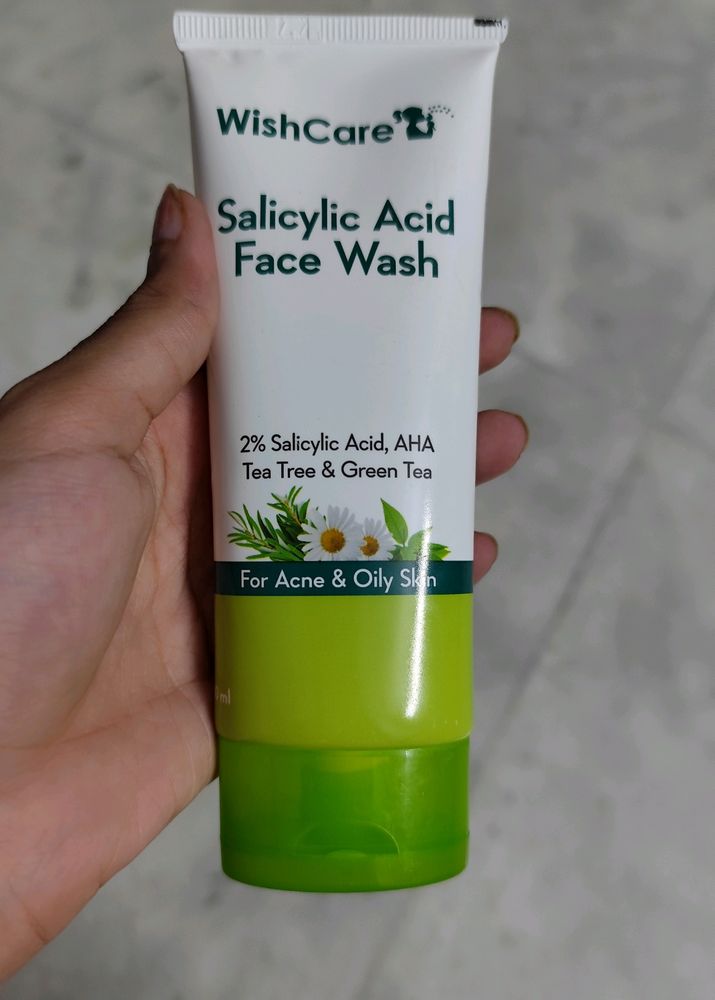 WishCare
Salicylic Acid
Face Wash
2% Salicylic Acid, AHA
Tea Tree & Green Tea
For Acne & Oily Skin
ml